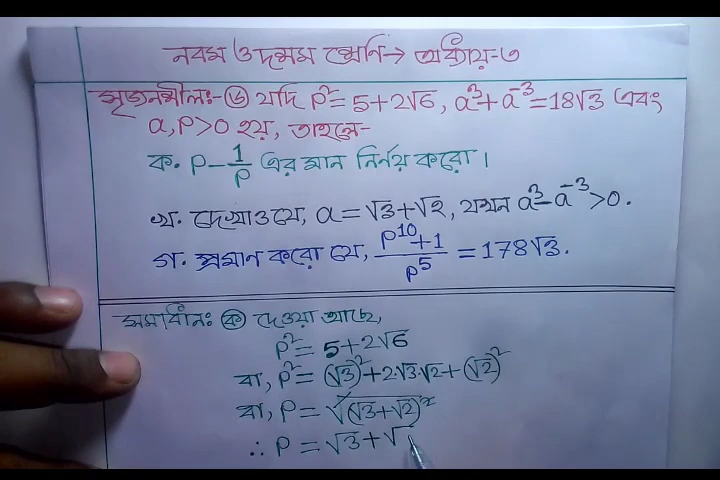 নবম ও দশম শ্রেণি→ অধ্যায়-৩
সৃজনশীল:- ৬ যদি P²=5+2√6, a³+a⁻³=18√3 এবং
a,P>0 হয়, তাহলে-
ক. P-1/P এর মান নির্ণয় করো।
খ. দেখাও যে, a=√3+√2, যখন a³-a⁻³>0.
গ. প্রমান করো যে, (P¹⁰+1)/P⁵ =178√3.
সমাধান: ক দেওয়া আছে,
P²=5+2√6
বা, P²=(√3)²+2√3.√2+(√2)²
বা, P=√(√3+√2)²
∴ P=√3+√